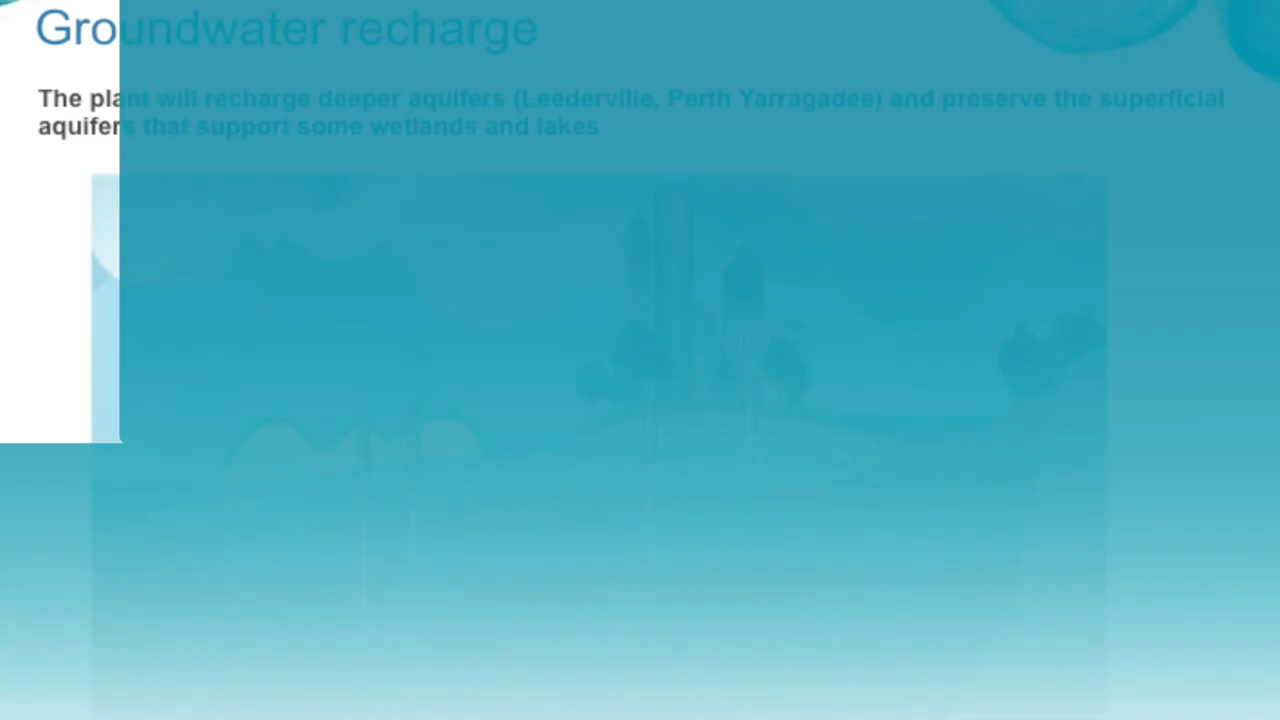 Groundwater recharge
The plant will recharge deeper aquifers (Leederville, Perth Yarragadee) and preserve the superficial
aquifers that support some wetlands and lakes